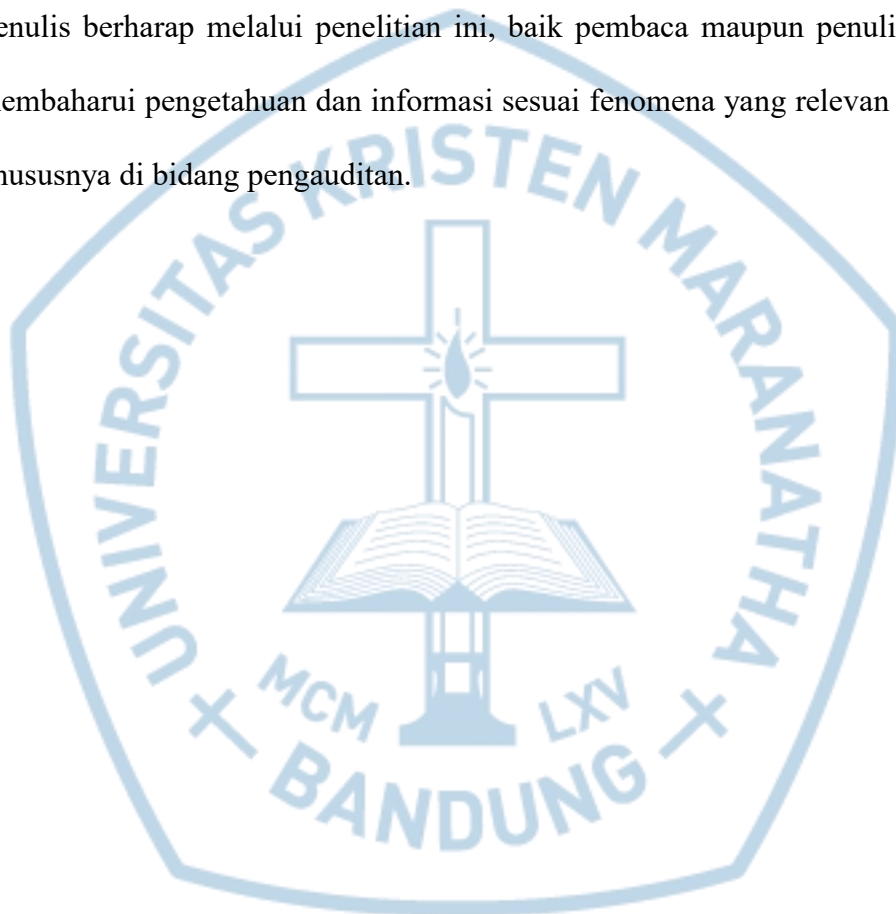 enulis berharap melalui penelitian ini, baik pembaca maupun penuli
embaharui pengetahuan dan informasi sesuai fenomena yang relevan
ususnya di bidang pengauditan.
UNIVERSITAS KRISTEN MARANATHA
MCM LXV
BANDUNG